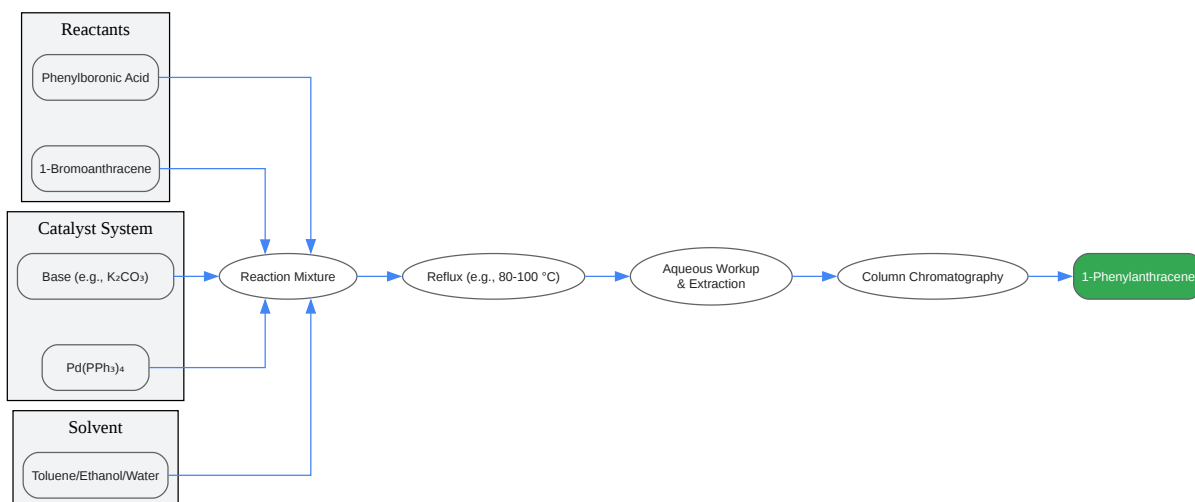 Reactants
Phenylboronic Acid
1-Bromoanthracene
Catalyst System
Base (e.g., K₂CO₃)
Pd(PPh₃)₄
Solvent
Toluene/Ethanol/Water
Reaction Mixture
Reflux (e.g., 80-100 °C)
Aqueous Workup
& Extraction
Column Chromatography
1-Phenylanthracene